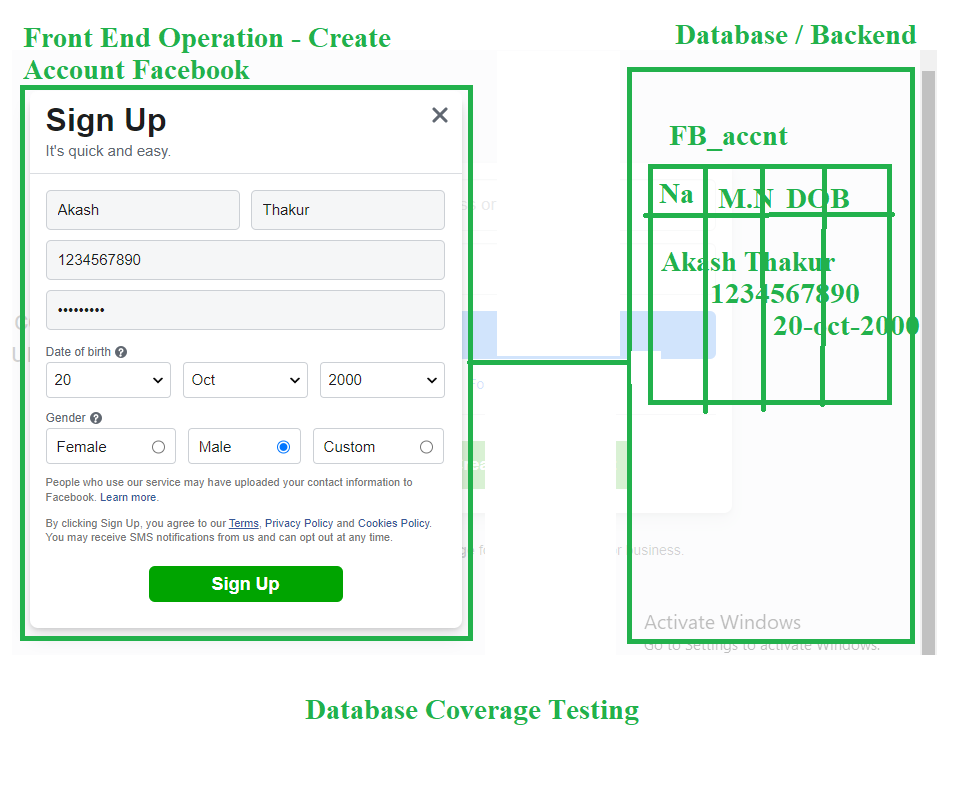 Front End Operation - Create
Account Facebook
Database / Backend
Sign Up
It's quick and easy.
Akash
Thakur
1234567890
•••••••••
Date of birth
20
Oct
2000
Gender
Female
Male
Custom
People who use our service may have uploaded your contact information to
Facebook. Learn more.
By clicking Sign Up, you agree to our Terms, Privacy Policy and Cookies Policy.
You may receive SMS notifications from us and can opt out at any time.
Sign Up
FB_accnt
Na M.N DOB
Akash Thakur
1234567890
20-oct-2000
business.
Activate Windows
Go to Settings to activate Windows.
Database Coverage Testing